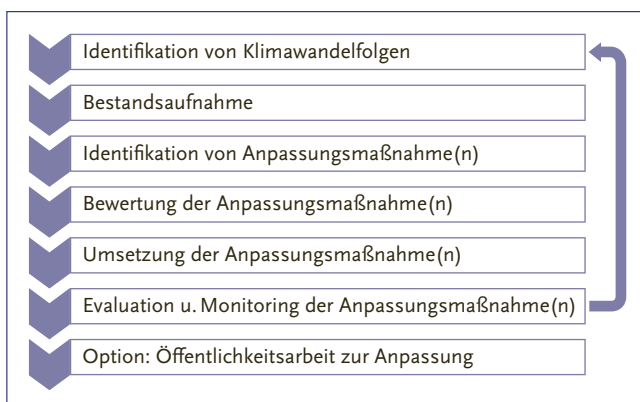 Identifikation von Klimawandelfolgen
Bestandsaufnahme
Identifikation von Anpassungsmaßnahme(n)
Bewertung der Anpassungsmaßnahme(n)
Umsetzung der Anpassungsmaßnahme(n)
Evaluation u. Monitoring der Anpassungsmaßnahme(n)
Option: Öffentlichkeitsarbeit zur Anpassung